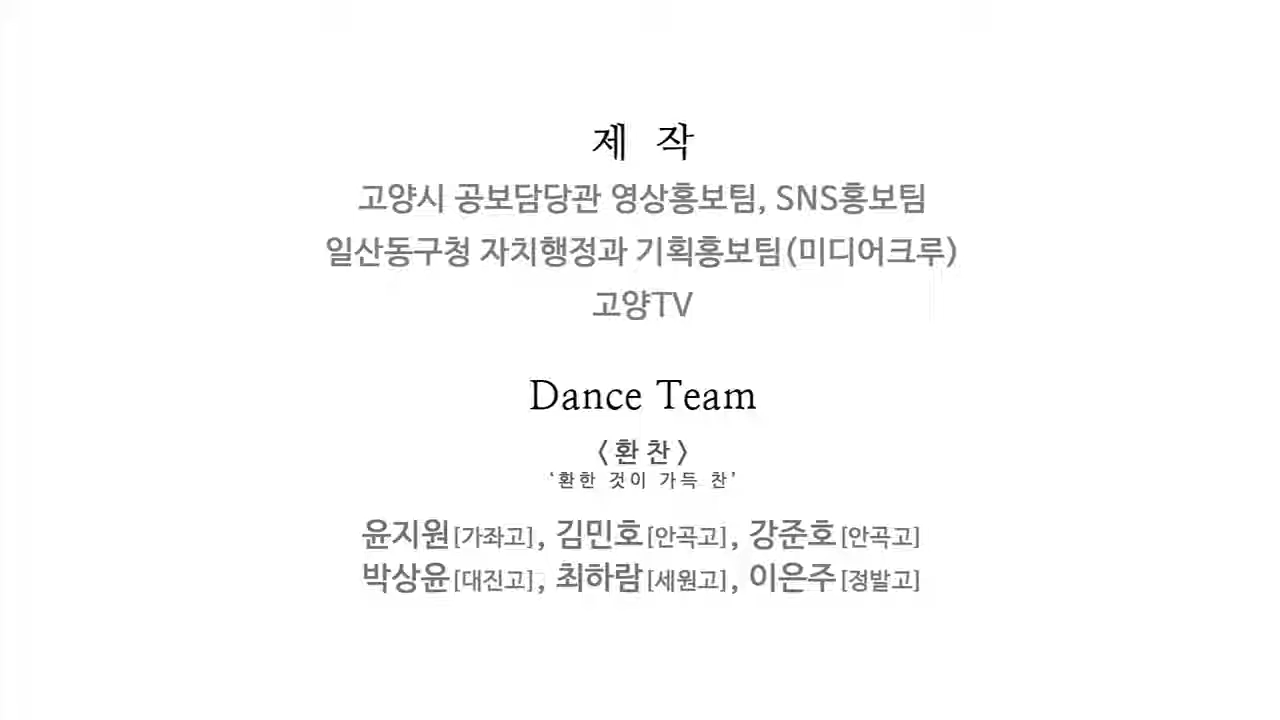 제 작
고양시 공보담당관 영상홍보팀, SNS홍보팀
일산동구청 자치행정과 기획홍보팀(미디어크루)
고양TV
Dance Team
〈환찬〉
‘환한 것이 가득 찬’
윤지원[가좌고], 김민호[안곡고], 강준호[안곡고]
박상윤[대진고], 최하람[세원고], 이은주[정발고]